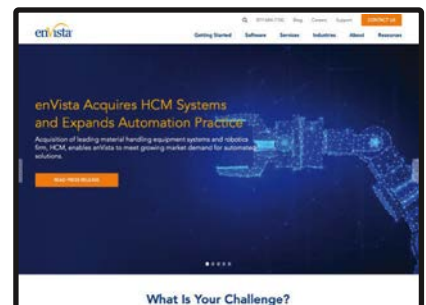 Blog Careers Support CONTACT US
enVista
Getting Started Software Services Industries About Resources
enVista Acquires HCM Systems
and Expands Automation Practice
Acquisition of leading material handling equipment systems and robotics
firm, HCM, enables enVista to meet growing market demand for automated
solutions.
READ PRESS RELEASE
What Is Your Challenge?